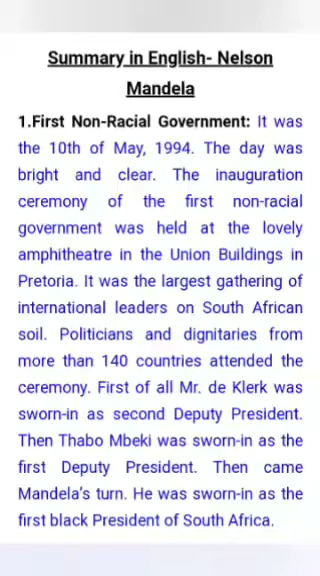 Summary in English- Nelson
Mandela
1.First Non-Racial Government: It was
the 10th of May, 1994. The day was
bright and clear. The inauguration
ceremony of the first non-racial
government was held at the lovely
amphitheatre in the Union Buildings in
Pretoria. It was the largest gathering of
international leaders on South African
soil. Politicians and dignitaries from
more than 140 countries attended the
ceremony. First of all Mr. de Klerk was
sworn-in as second Deputy President.
Then Thabo Mbeki was sworn-in as the
first Deputy President. Then came
Mandela's turn. He was sworn-in as the
first black President of South Africa.